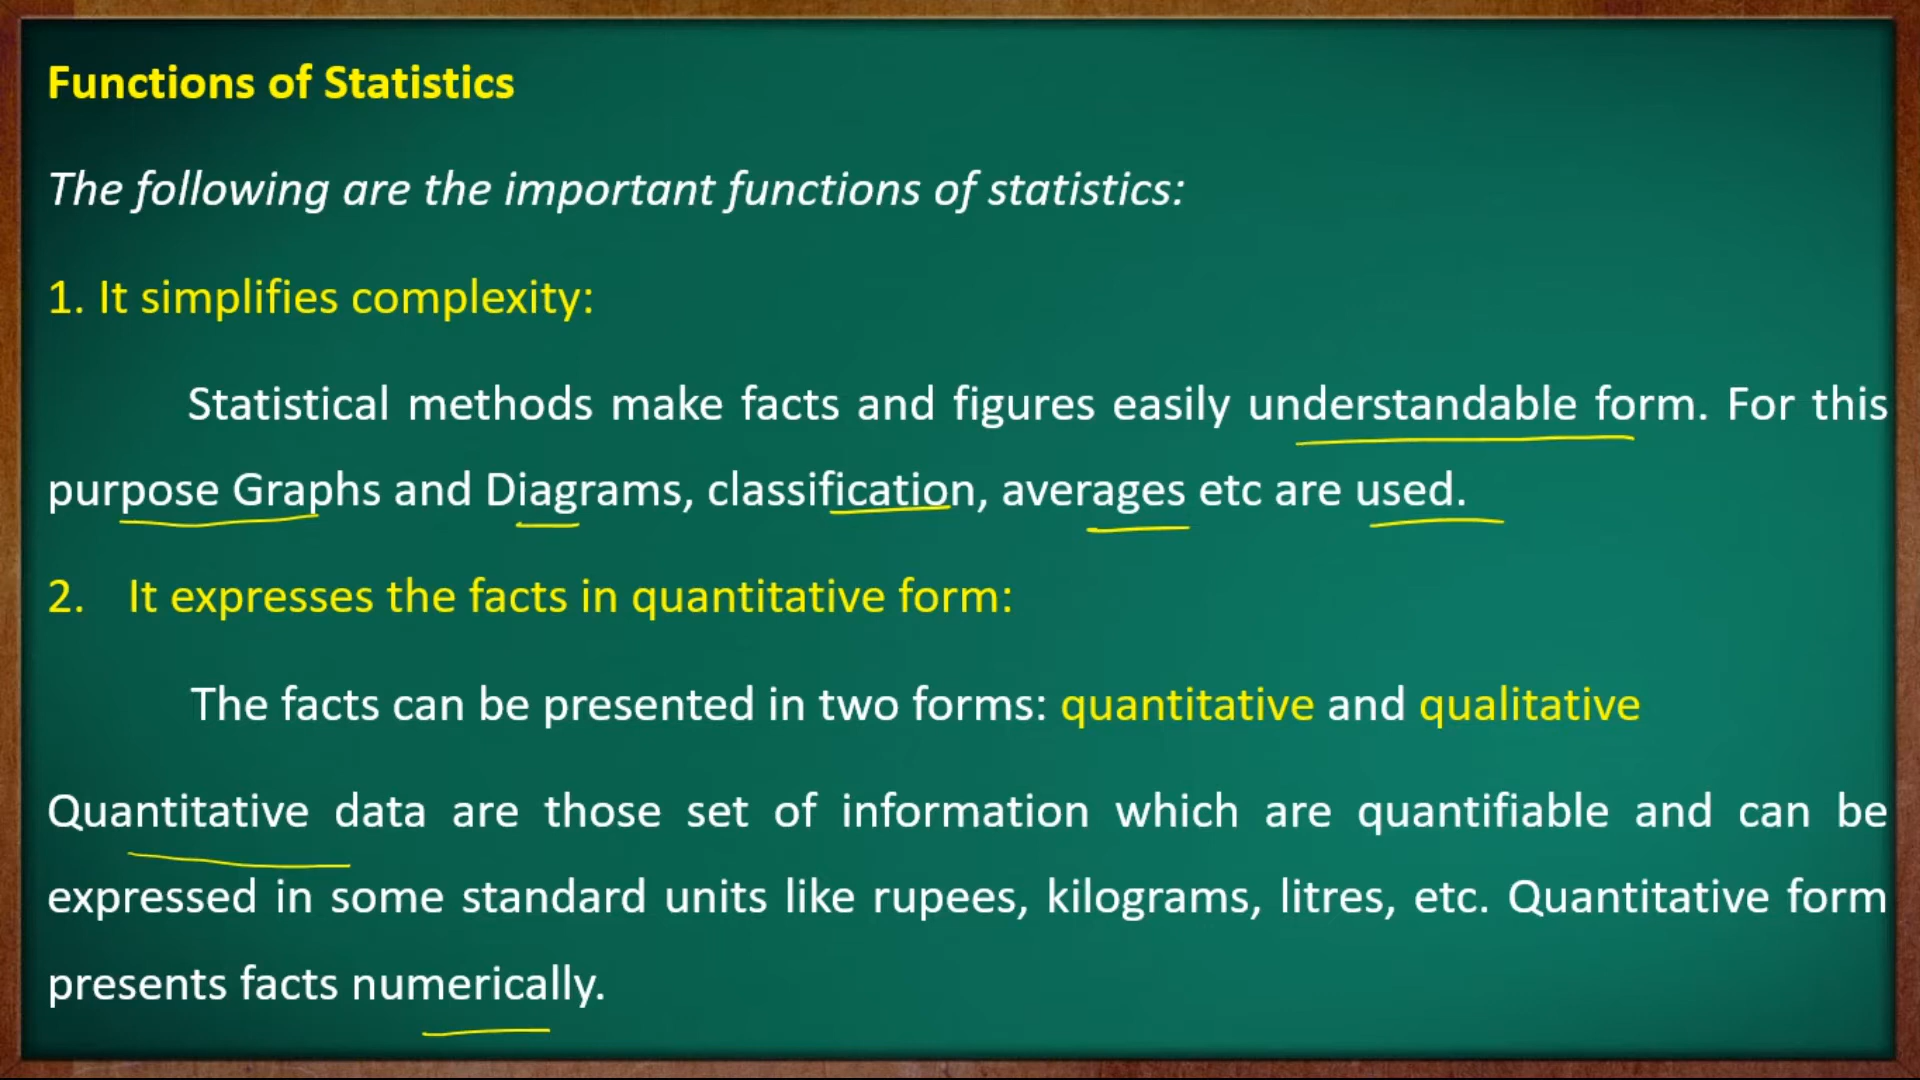 Functions of Statistics
The following are the important functions of statistics:
1. It simplifies complexity:
Statistical methods make facts and figures easily understandable form. For this
purpose Graphs and Diagrams, classification, averages etc are used.
2. It expresses the facts in quantitative form:
The facts can be presented in two forms: quantitative and qualitative
Quantitative data are those set of information which are quantifiable and can be
expressed in some standard units like rupees, kilograms, litres, etc. Quantitative form
presents facts numerically.